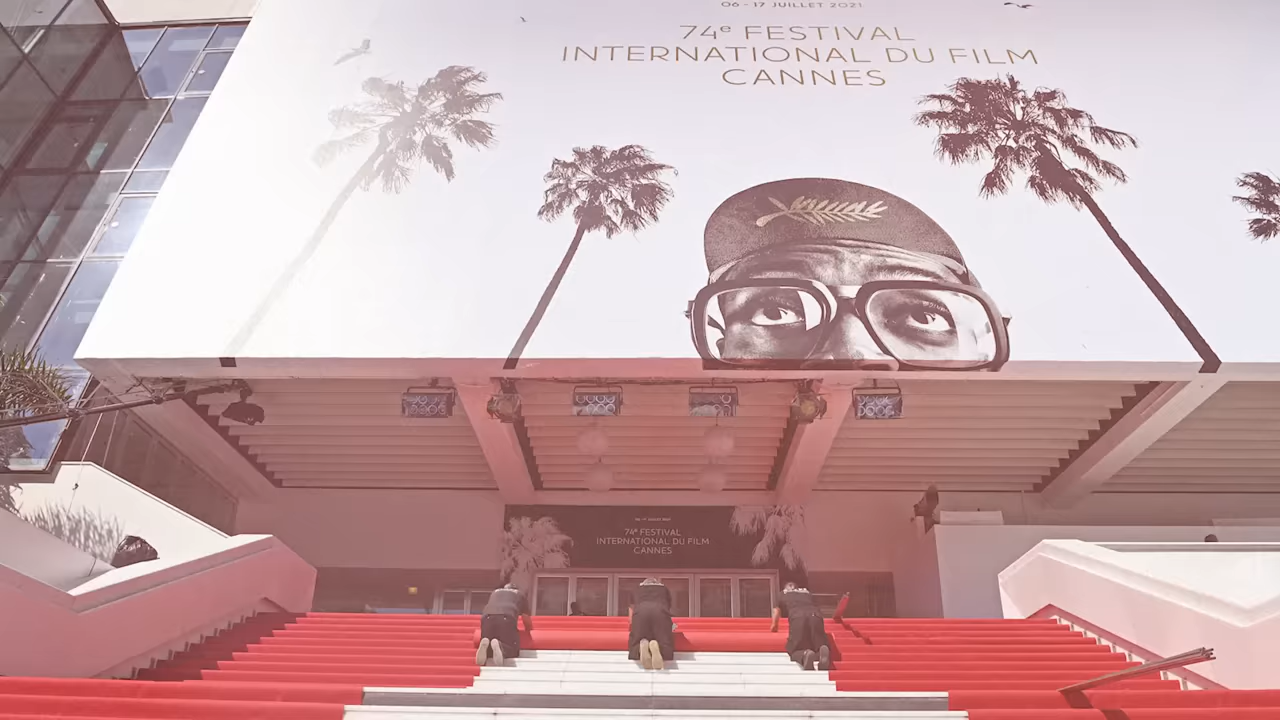 06 - 17 JUILLET 2021
74e FESTIVAL
INTERNATIONAL DU FILM
CANNES
74e FESTIVAL
INTERNATIONAL DU FILM
CANNES